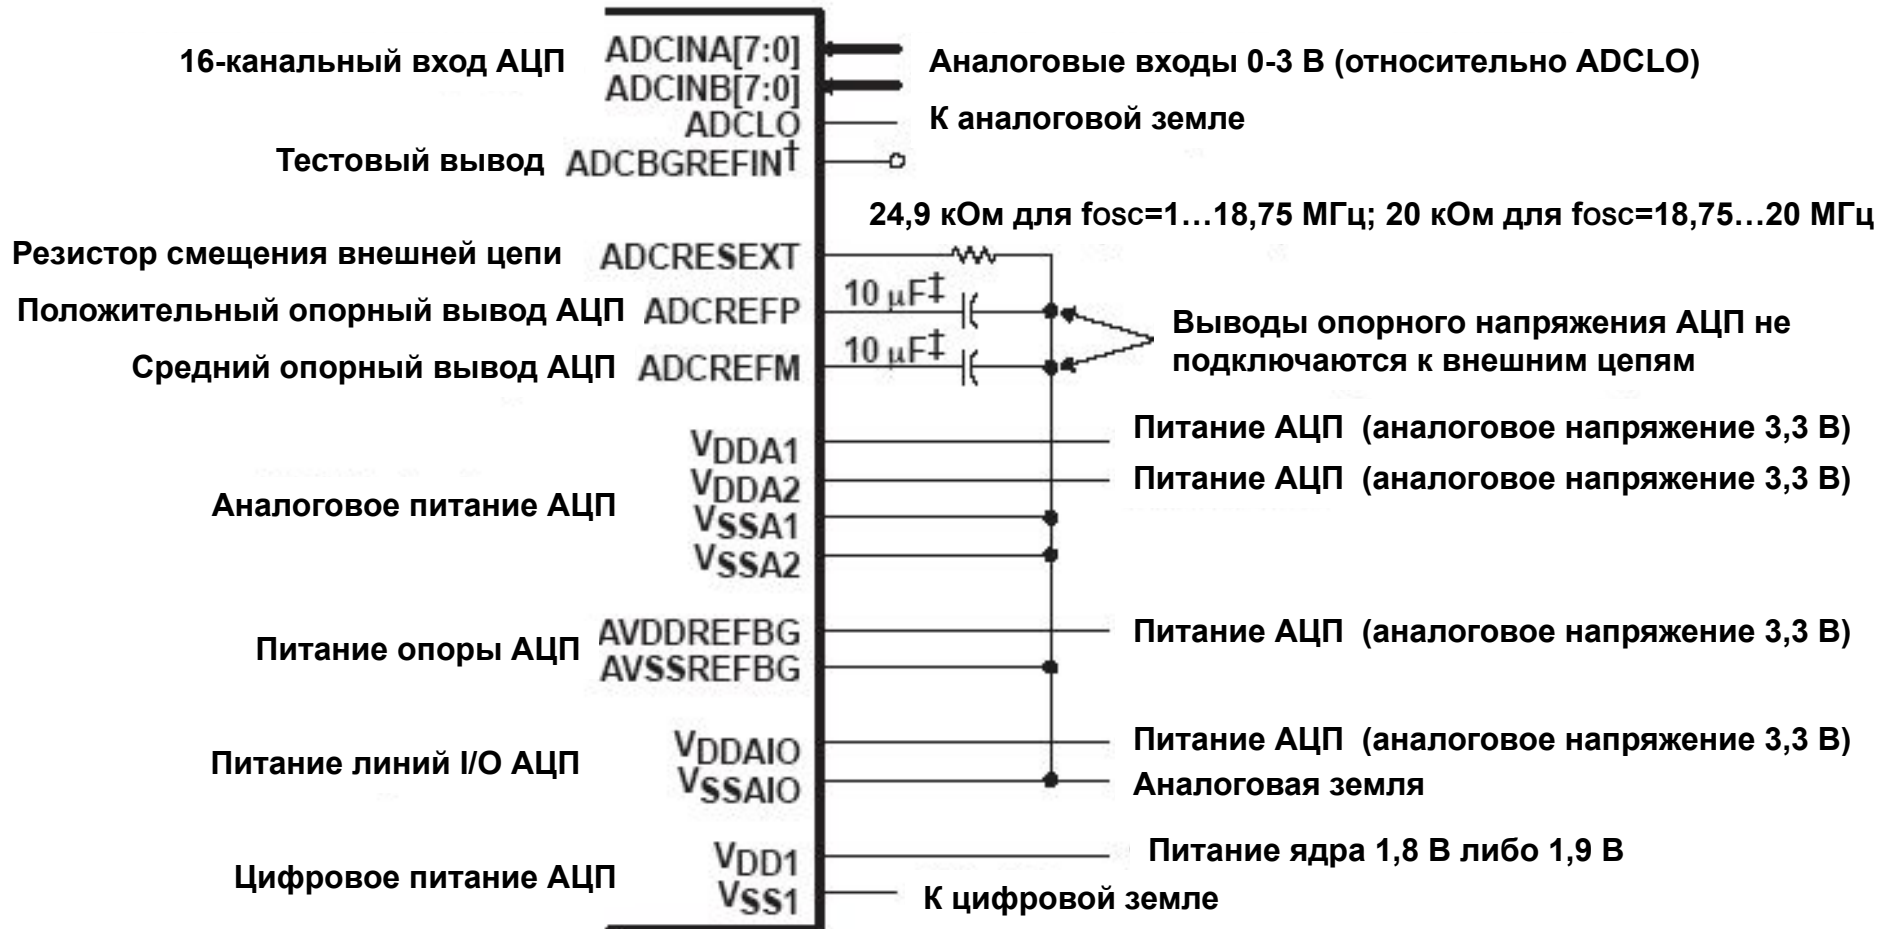 16-канальный вход АЦП ADCINA[7:0] Аналоговые входы 0-3 В (относительно ADCLO)
ADCINB[7:0]
ADCLO К аналоговой земле
Тестовый вывод ADCBGREFIN†
24,9 кОм для fosc=1…18,75 МГц; 20 кОм для fosc=18,75…20 МГц
Резистор смещения внешней цепи ADCRESEXT
Положительный опорный вывод АЦП ADCREFP 10 μF‡
Выводы опорного напряжения АЦП не
подключаются к внешним цепям
Средний опорный вывод АЦП ADCREFM 10 μF‡
VDDA1 Питание АЦП (аналоговое напряжение 3,3 В)
VDDA2 Питание АЦП (аналоговое напряжение 3,3 В)
Аналоговое питание АЦП
VSSA1
VSSA2
AVDDREFBG Питание АЦП (аналоговое напряжение 3,3 В)
Питание опоры АЦП
AVSSREFBG
VDDAIO Питание АЦП (аналоговое напряжение 3,3 В)
Питание линий I/O АЦП
VSSAIO Аналоговая земля
VDD1 Питание ядра 1,8 В либо 1,9 В
Цифровое питание АЦП
VSS1 К цифровой земле